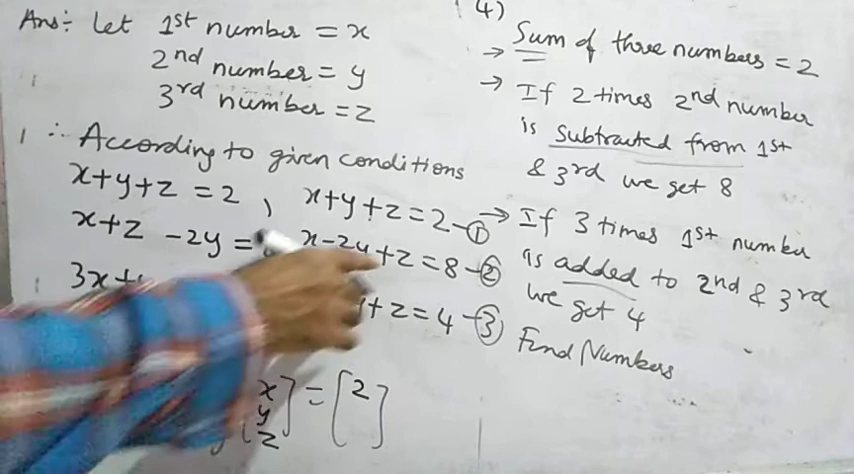 Ans:- Let 1st number = x
2nd number = y
3rd number = z
∴ According to given conditions
x+y+z = 2 , x+y+z = 2 -①
x+z -2y = x-2y+z = 8 -②
3x+ +z = 4 -③
[x y z] = [2 ]
4)
→ Sum of three numbers = 2
→ If 2 times 2nd number
is subtracted from 1st
& 3rd we get 8
→ If 3 times 1st number
is added to 2nd & 3rd
we get 4
Find Numbers